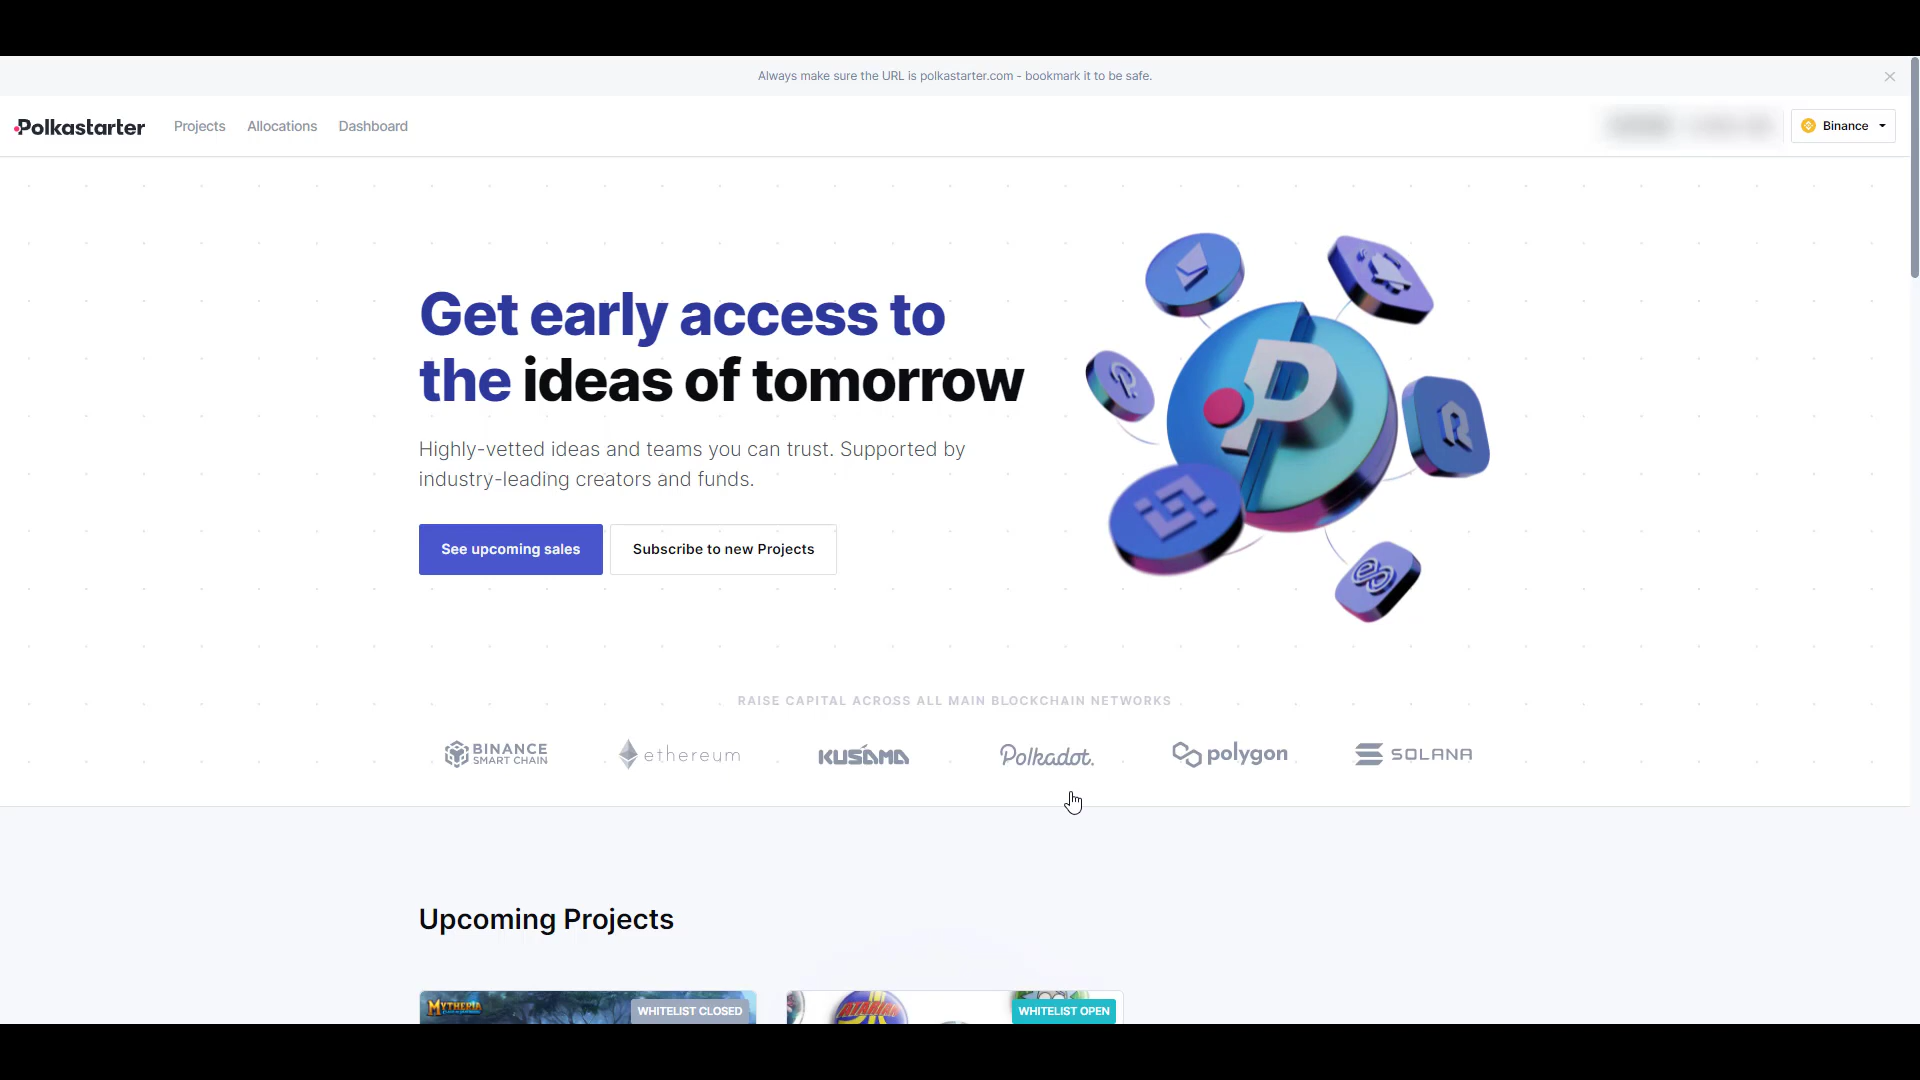 Always make sure the URL is polkastarter.com - bookmark it to be safe.
Polkastarter
Projects
Allocations
Dashboard
Binance
Get early access to
the ideas of tomorrow
Highly-vetted ideas and teams you can trust. Supported by
industry-leading creators and funds.
See upcoming sales
Subscribe to new Projects
RAISE CAPITAL ACROSS ALL MAIN BLOCKCHAIN NETWORKS
BINANCE
SMART CHAIN
ethereum
KUSAMA
Polkadot.
polygon
SOLANA
Upcoming Projects
MYTHERIA
WHITELIST CLOSED
WHITELIST OPEN